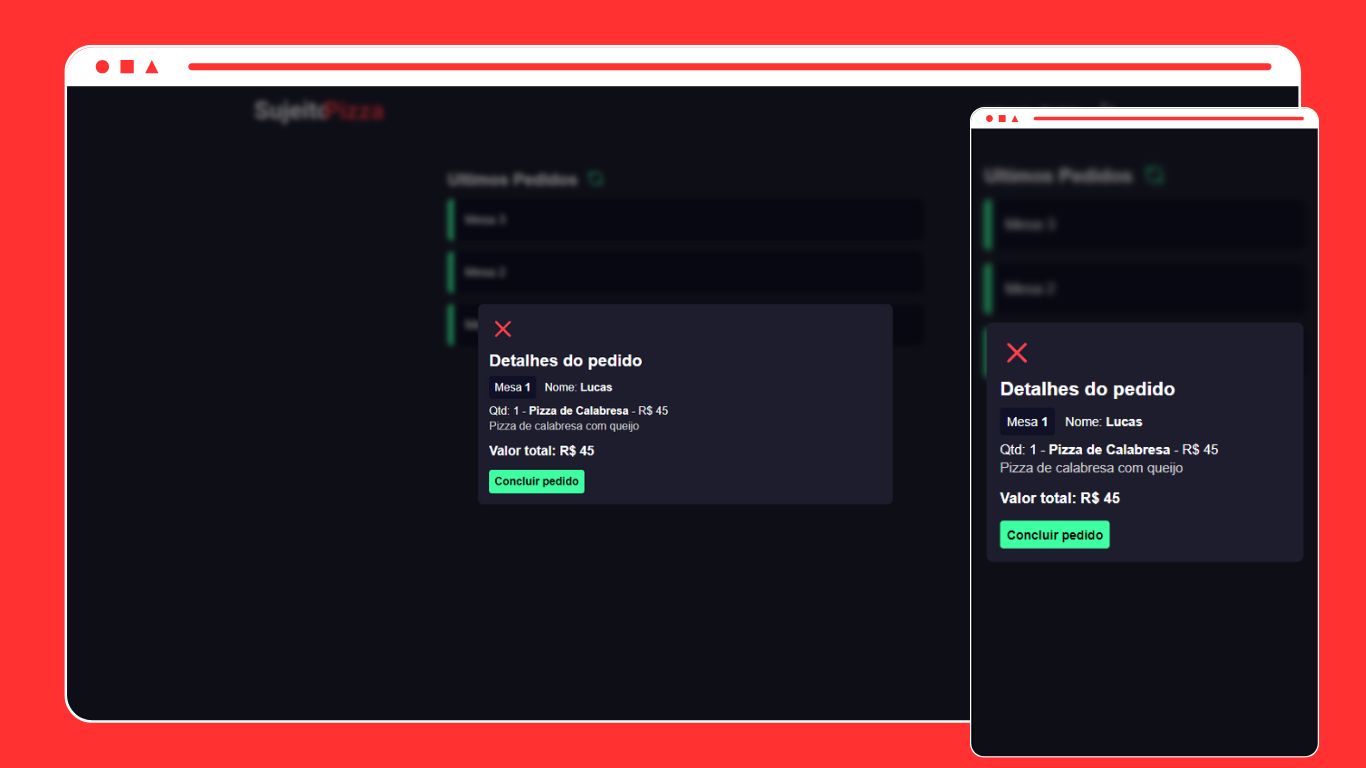 SujeitoPizza
Ultimos Pedidos
Mesa 3
Mesa 2
Detalhes do pedido
Mesa 1 Nome: Lucas
Qtd: 1 - Pizza de Calabresa - R$ 45
Pizza de calabresa com queijo
Valor total: R$ 45
Concluir pedido
Ultimos Pedidos
Mesa 3
Mesa 2
Detalhes do pedido
Mesa 1 Nome: Lucas
Qtd: 1 - Pizza de Calabresa - R$ 45
Pizza de calabresa com queijo
Valor total: R$ 45
Concluir pedido